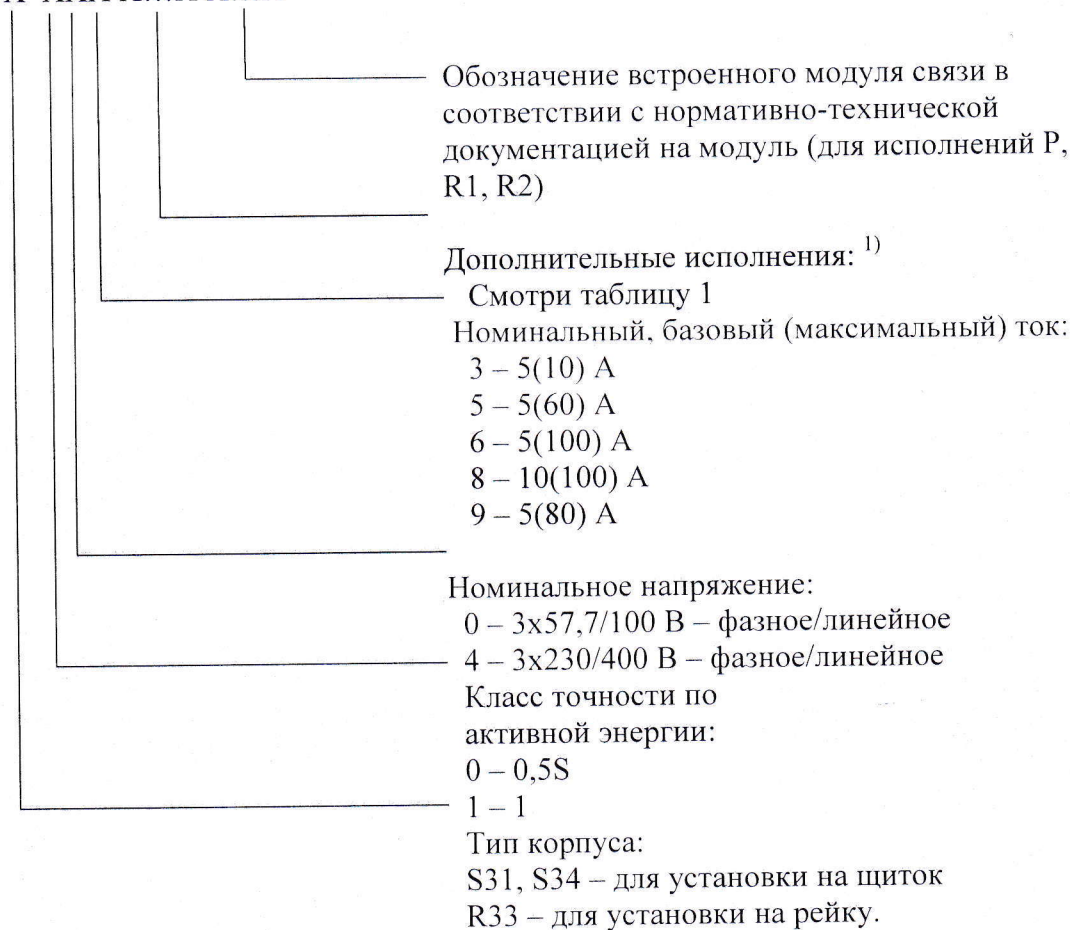 Обозначение встроенного модуля связи в
соответствии с нормативно-технической
документацией на модуль (для исполнений Р,
R1, R2)
Дополнительные исполнения: 1)
Смотри таблицу 1
Номинальный, базовый (максимальный) ток:
3 – 5(10) А
5 – 5(60) А
6 – 5(100) А
8 – 10(100) А
9 – 5(80) А
Номинальное напряжение:
0 – 3х57,7/100 В – фазное/линейное
4 – 3х230/400 В – фазное/линейное
Класс точности по
активной энергии:
0 – 0,5S
1 – 1
Тип корпуса:
S31, S34 – для установки на щиток
R33 – для установки на рейку.